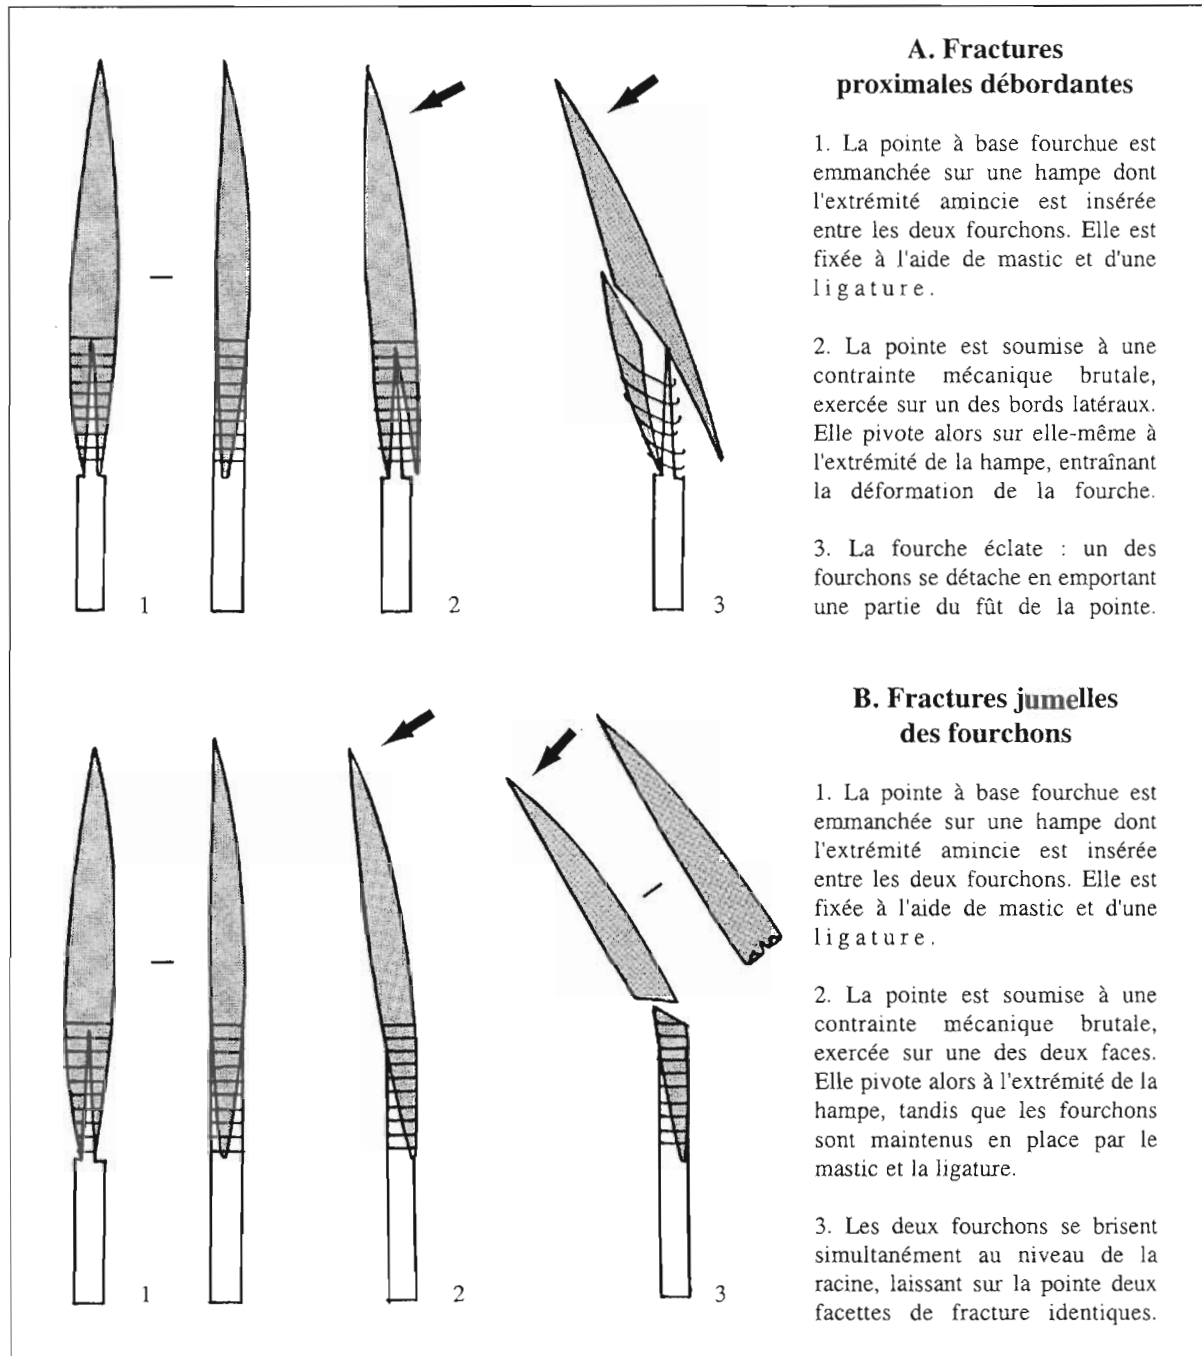 A. Fractures
proximales débordantes
1. La pointe à base fourchue est
emmanchée sur une hampe dont
l'extrémité amincie est insérée
entre les deux fourchons. Elle est
fixée à l'aide de mastic et d'une
ligature.
2. La pointe est soumise à une
contrainte mécanique brutale,
exercée sur un des bords latéraux.
Elle pivote alors sur elle-même à
l'extrémité de la hampe, entraînant
la déformation de la fourche.
3. La fourche éclate : un des
fourchons se détache en emportant
une partie du fût de la pointe.
1
2
3
B. Fractures jumelles
des fourchons
1. La pointe à base fourchue est
emmanchée sur une hampe dont
l'extrémité amincie est insérée
entre les deux fourchons. Elle est
fixée à l'aide de mastic et d'une
ligature.
2. La pointe est soumise à une
contrainte mécanique brutale,
exercée sur une des deux faces.
Elle pivote alors à l'extrémité de la
hampe, tandis que les fourchons
sont maintenus en place par le
mastic et la ligature.
3. Les deux fourchons se brisent
simultanément au niveau de la
racine, laissant sur la pointe deux
facettes de fracture identiques.
1
2
3